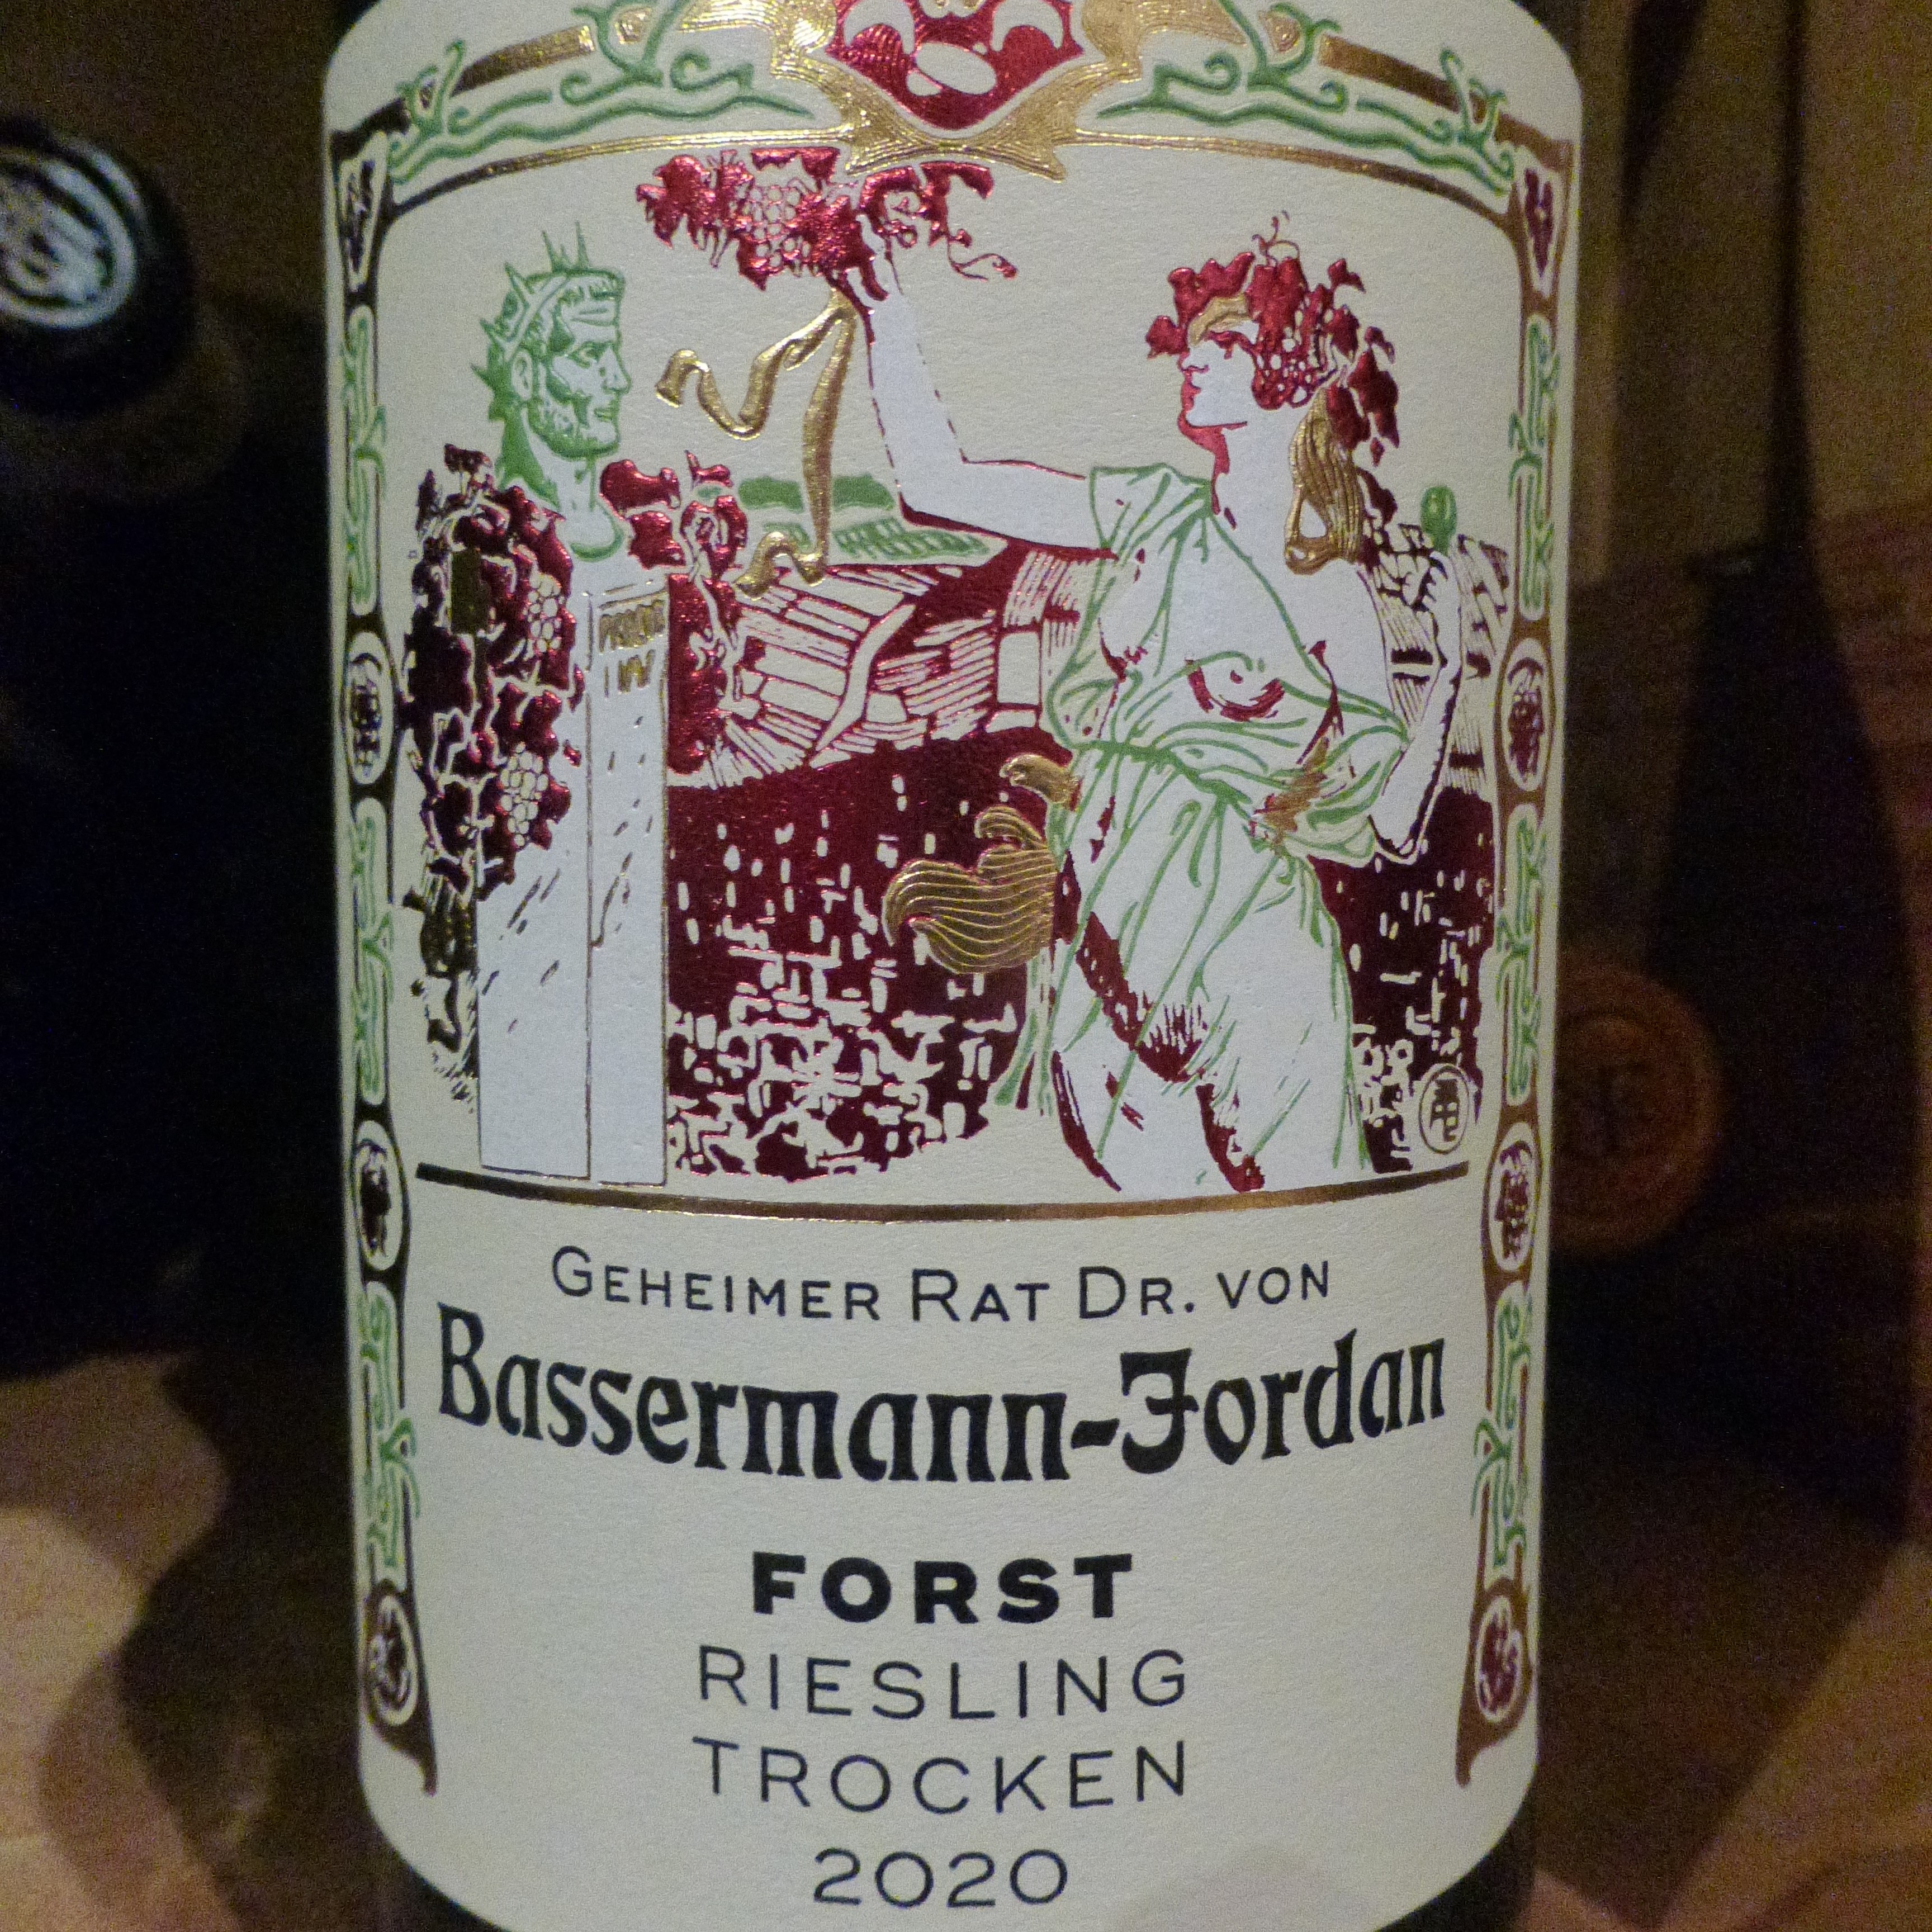 GEHEIMER RAT DR. VON
Bassermann-Jordan
FORST
RIESLING
TROCKEN
2020